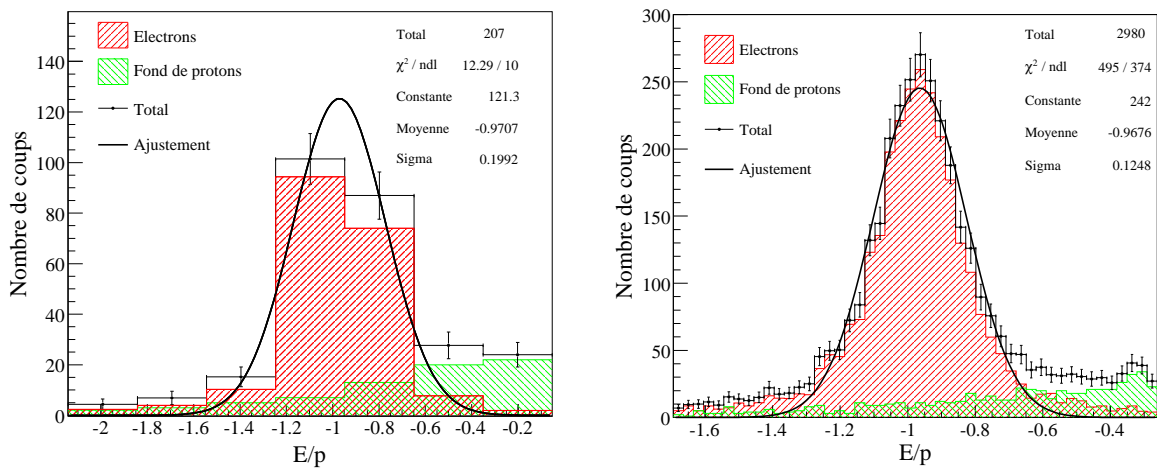 Electrons
Fond de protons
Total
Ajustement
Total 207
χ² / ndl 12.29 / 10
Constante 121.3
Moyenne -0.9707
Sigma 0.1992
Nombre de coups
140
120
100
80
60
40
20
0
-2 -1.8 -1.6 -1.4 -1.2 -1 -0.8 -0.6 -0.4 -0.2
E/p
Electrons
Fond de protons
Total
Ajustement
Total 2980
χ² / ndl 495 / 374
Constante 242
Moyenne -0.9676
Sigma 0.1248
Nombre de coups
300
250
200
150
100
50
0
-1.6 -1.4 -1.2 -1 -0.8 -0.6 -0.4
E/p